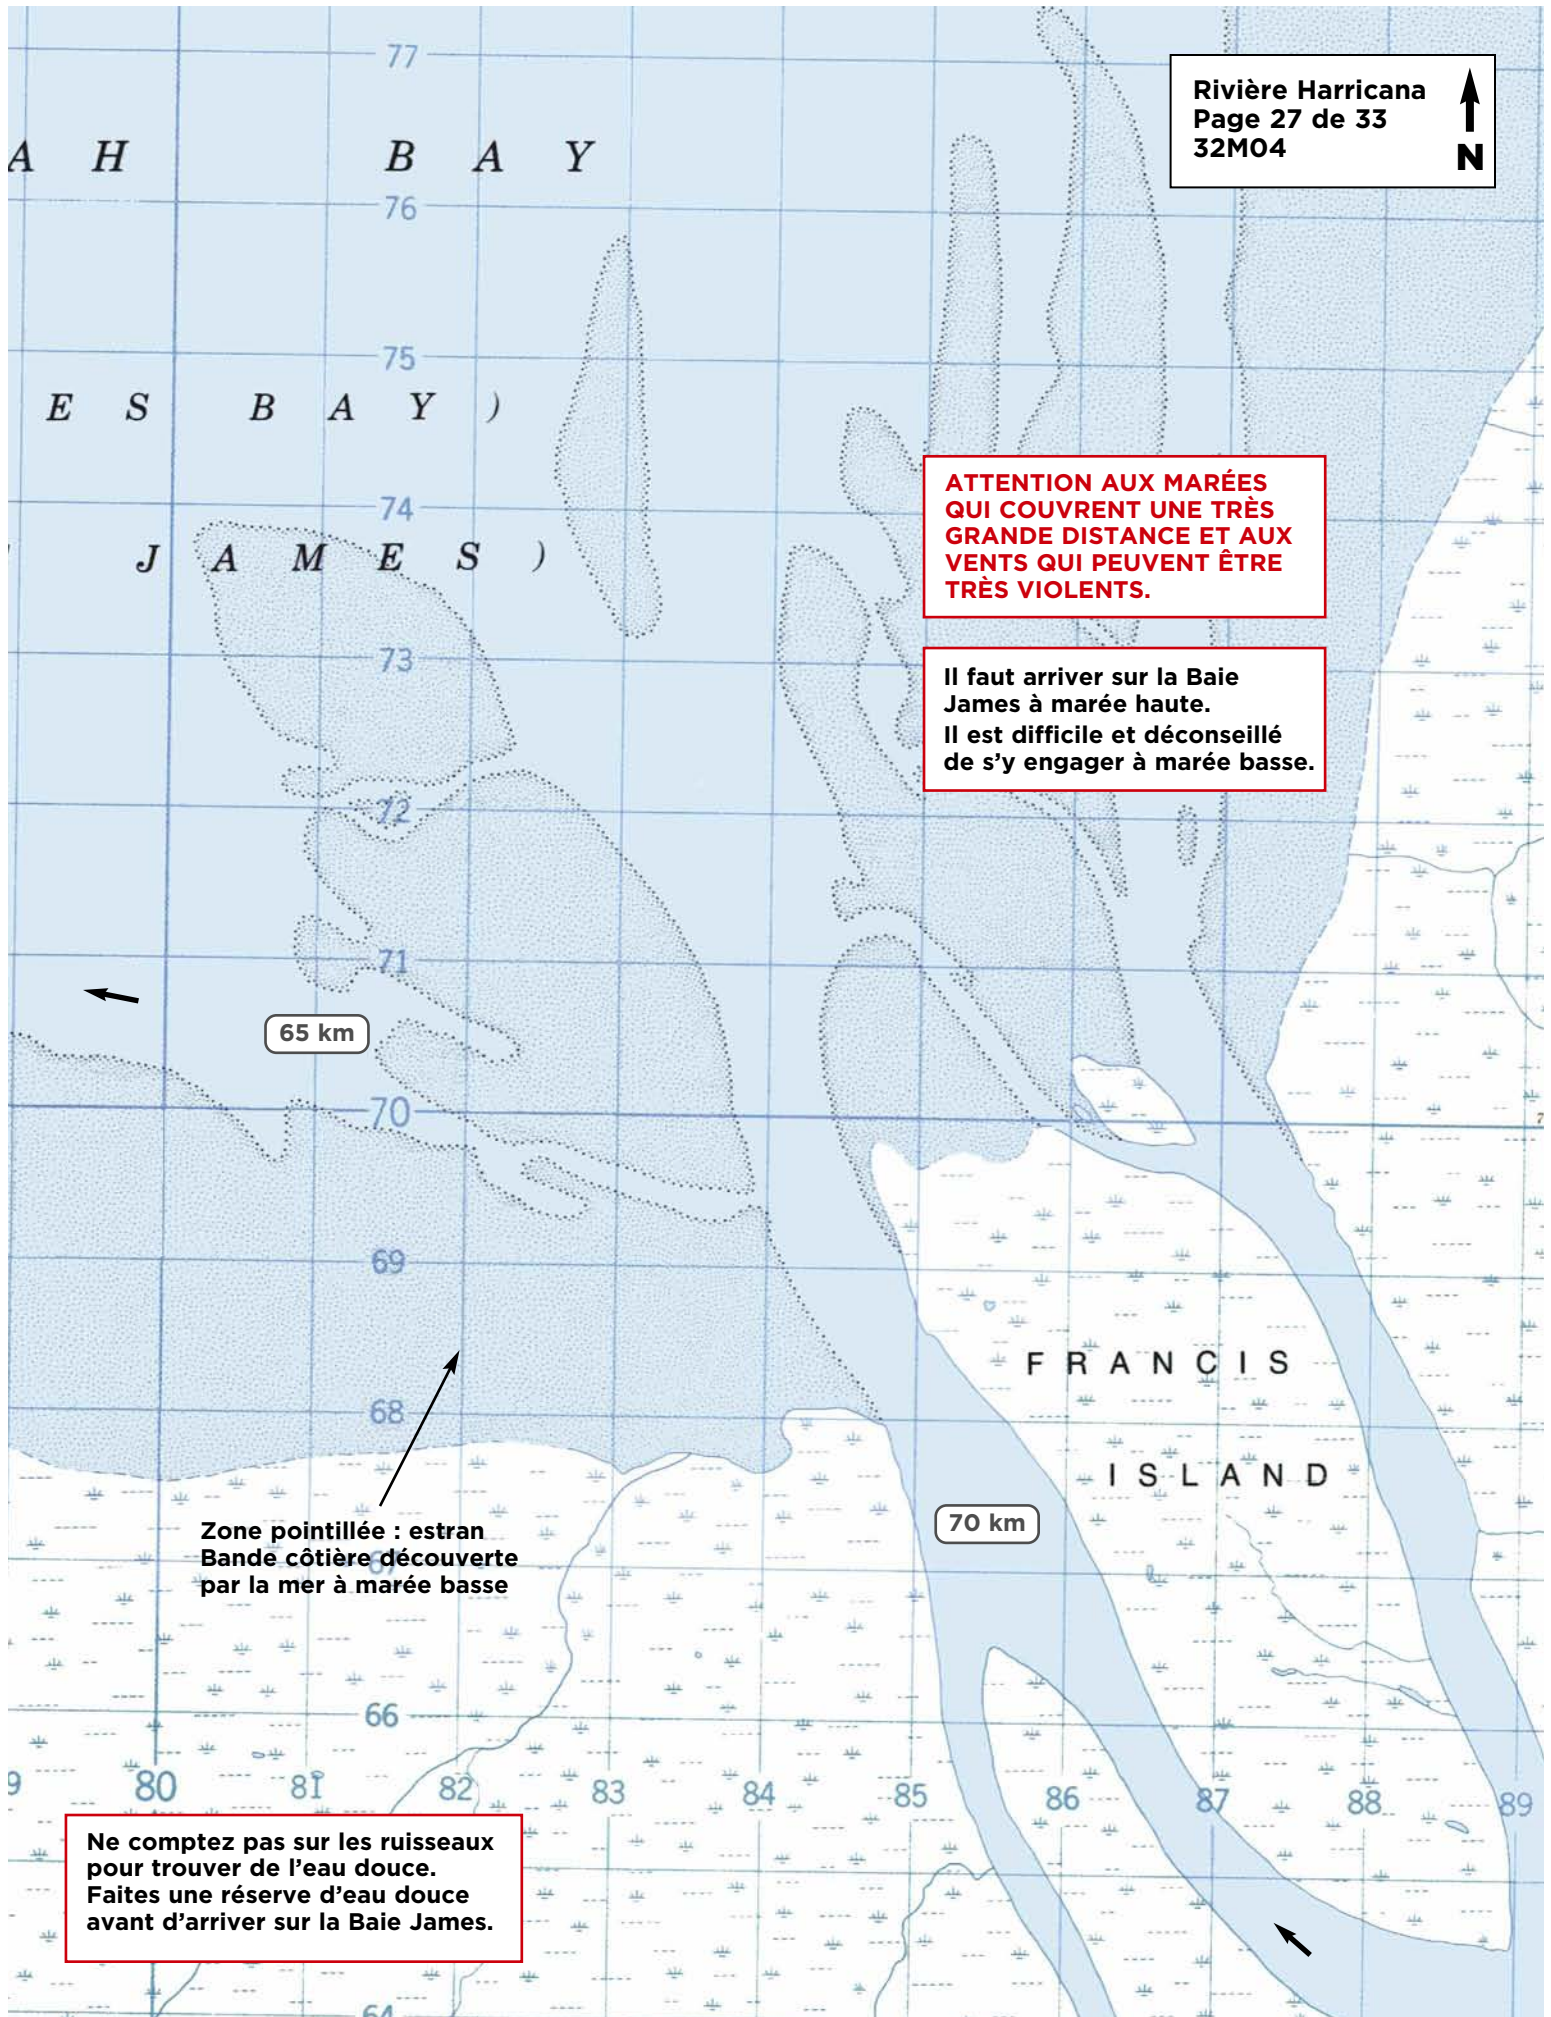 77
Rivière Harricana
Page 27 de 33
32M04
N
A H B A Y
76
75
E S B A Y )
ATTENTION AUX MARÉES
QUI COUVRENT UNE TRÈS
GRANDE DISTANCE ET AUX
VENTS QUI PEUVENT ÊTRE
TRÈS VIOLENTS.
74
J A M E S )
73
Il faut arriver sur la Baie
James à marée haute.
Il est difficile et déconseillé
de s'y engager à marée basse.
72
71
65 km
70
7
69
FRANCIS
68
ISLAND
70 km
Zone pointillée : estran
Bande côtière découverte
67
par la mer à marée basse
66
9 80 81 82 83 84 85 86 87 88 89
Ne comptez pas sur les ruisseaux
pour trouver de l'eau douce.
Faites une réserve d'eau douce
avant d'arriver sur la Baie James.
64